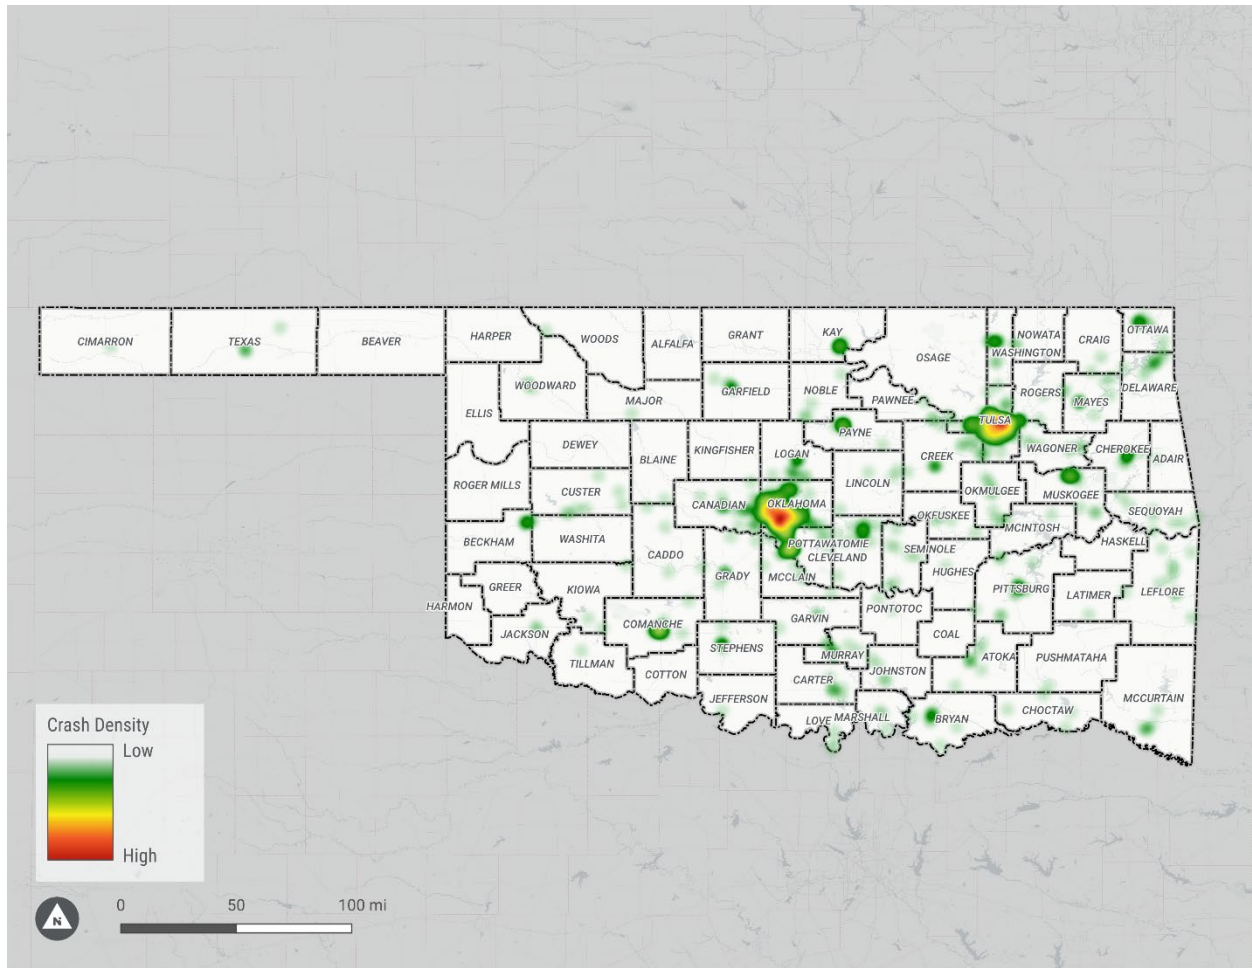 CIMARRON
TEXAS
BEAVER
HARPER
WOODS
ALFALFA
GRANT
KAY
OSAGE
NOWATA
WASHINGTON
CRAIG
OTTAWA
ELLIS
WOODWARD
MAJOR
GARFIELD
NOBLE
PAWNEE
TULSA
ROGERS
MAYES
DELAWARE
DEWEY
BLAINE
KINGFISHER
LOGAN
PAYNE
CREEK
WAGONER
CHEROKEE
ADAIR
ROGER MILLS
CUSTER
CANADIAN
OKLAHOMA
LINCOLN
OKMULGEE
MUSKOGEE
OKFUSKEE
MCINTOSH
SEQUOYAH
BECKHAM
WASHITA
CADDO
GRADY
MCCLAIN
POTTAWATOMIE
CLEVELAND
SEMINOLE
HUGHES
HASKELL
PITTSBURG
LATIMER
LEFLORE
HARMON
GREER
KIOWA
JACKSON
COMANCHE
STEPHENS
GARVIN
PONTOTOC
COAL
TILLMAN
COTTON
MURRAY
JOHNSTON
ATOKA
PUSHMATAHA
JEFFERSON
CARTER
LOVE
MARSHALL
BRYAN
CHOCTAW
MCCURTAIN
Crash Density
Low
High
N
0 50 100 mi